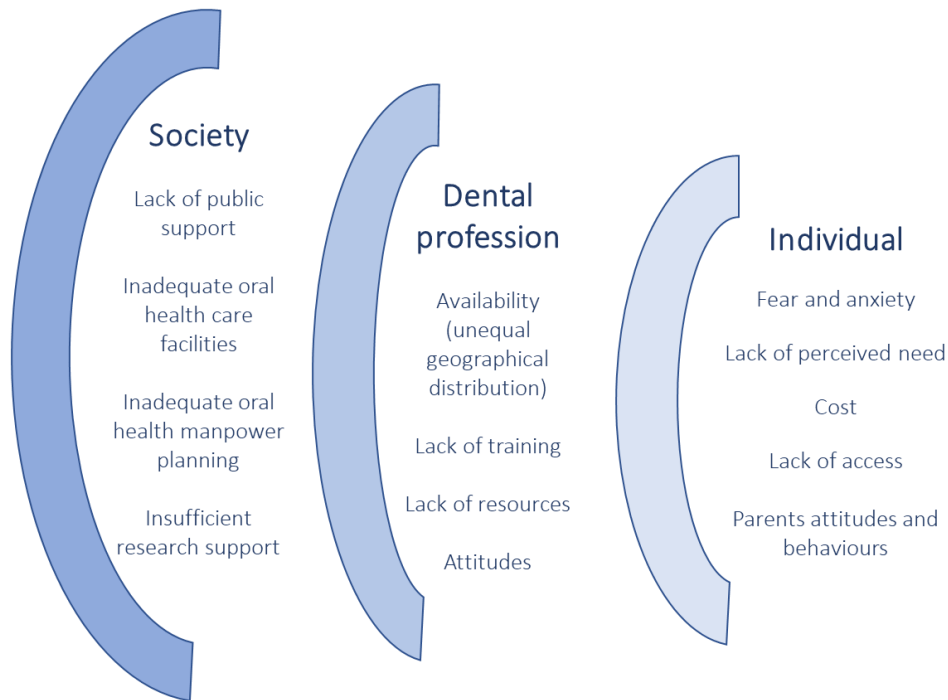 Society
Lack of public
support
Inadequate oral
health care
facilities
Inadequate oral
health manpower
planning
Insufficient
research support
Dental
profession
Availability
(unequal
geographical
distribution)
Lack of training
Lack of resources
Attitudes
Individual
Fear and anxiety
Lack of perceived need
Cost
Lack of access
Parents attitudes and
behaviours